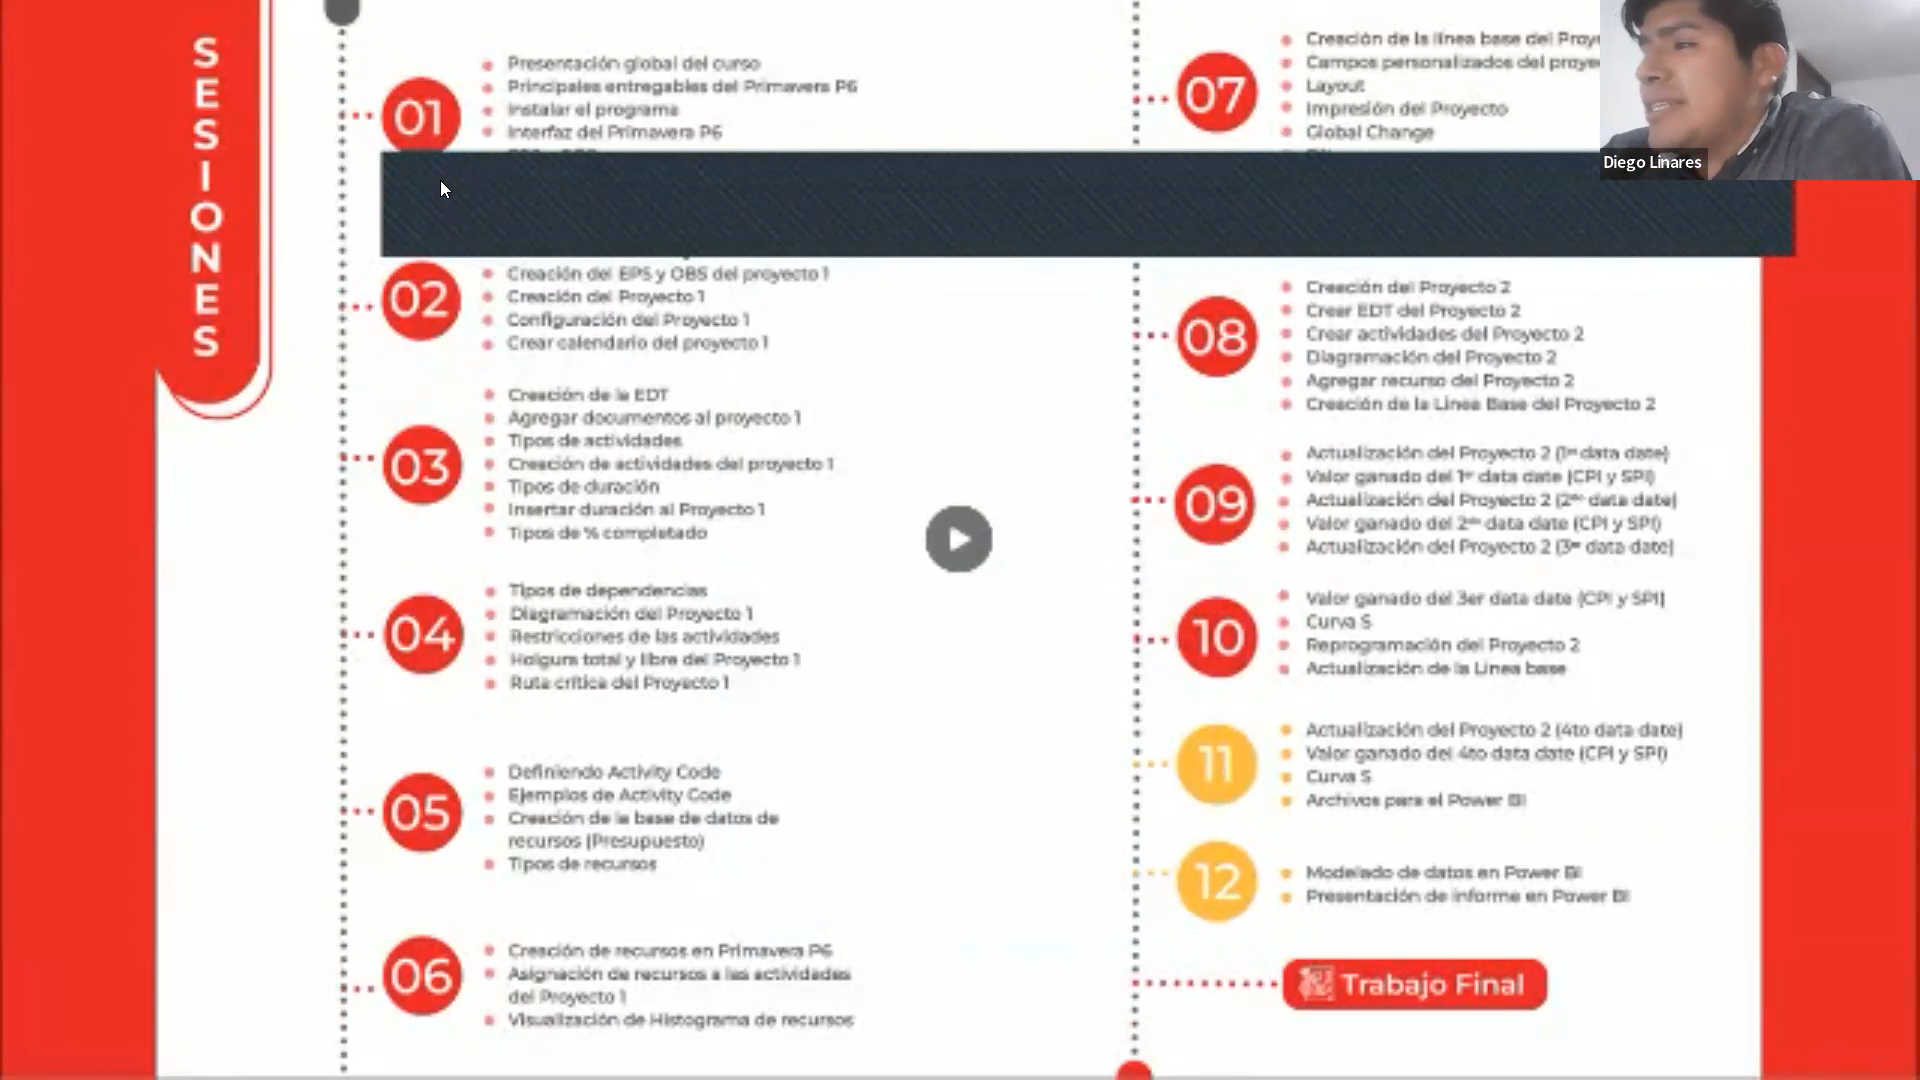 SESIONES
01
Presentación global del curso
Principales entregables del Primavera P6
Instalar el programa
Interfaz del Primavera P6
02
Creación del EPS y OBS del proyecto 1
Creación del Proyecto 1
Configuración del Proyecto 1
Crear calendario del proyecto 1
03
Creación de la EDT
Agregar documentos al proyecto 1
Tipos de actividades
Creación de actividades del proyecto 1
Tipos de duración
Insertar duración al Proyecto 1
Tipos de % completado
04
Tipos de dependencias
Diagramación del Proyecto 1
Restricciones de las actividades
Holgura total y libre del Proyecto 1
Ruta crítica del Proyecto 1
05
Definiendo Activity Code
Ejemplos de Activity Code
Creación de la base de datos de
recursos (Presupuesto)
Tipos de recursos
06
Creación de recursos en Primavera P6
Asignación de recursos a las actividades
del Proyecto 1
Visualización de Histograma de recursos
07
Creación de la línea base del Proye
Campos personalizados del proye
Layout
Impresión del Proyecto
Global Change
08
Creación del Proyecto 2
Crear EDT del Proyecto 2
Crear actividades del Proyecto 2
Diagramación del Proyecto 2
Agregar recurso del Proyecto 2
Creación de la Línea Base del Proyecto 2
09
Actualización del Proyecto 2 (1er data date)
Valor ganado del 1er data date (CPI y SPI)
Actualización del Proyecto 2 (2do data date)
Valor ganado del 2do data date (CPI y SPI)
Actualización del Proyecto 2 (3er data date)
10
Valor ganado del 3er data date (CPI y SPI)
Curva S
Reprogramación del Proyecto 2
Actualización de la Línea base
11
Actualización del Proyecto 2 (4to data date)
Valor ganado del 4to data date (CPI y SPI)
Curva S
Archivos para el Power BI
12
Modelado de datos en Power BI
Presentación de informe en Power BI
Trabajo Final
Diego Linares